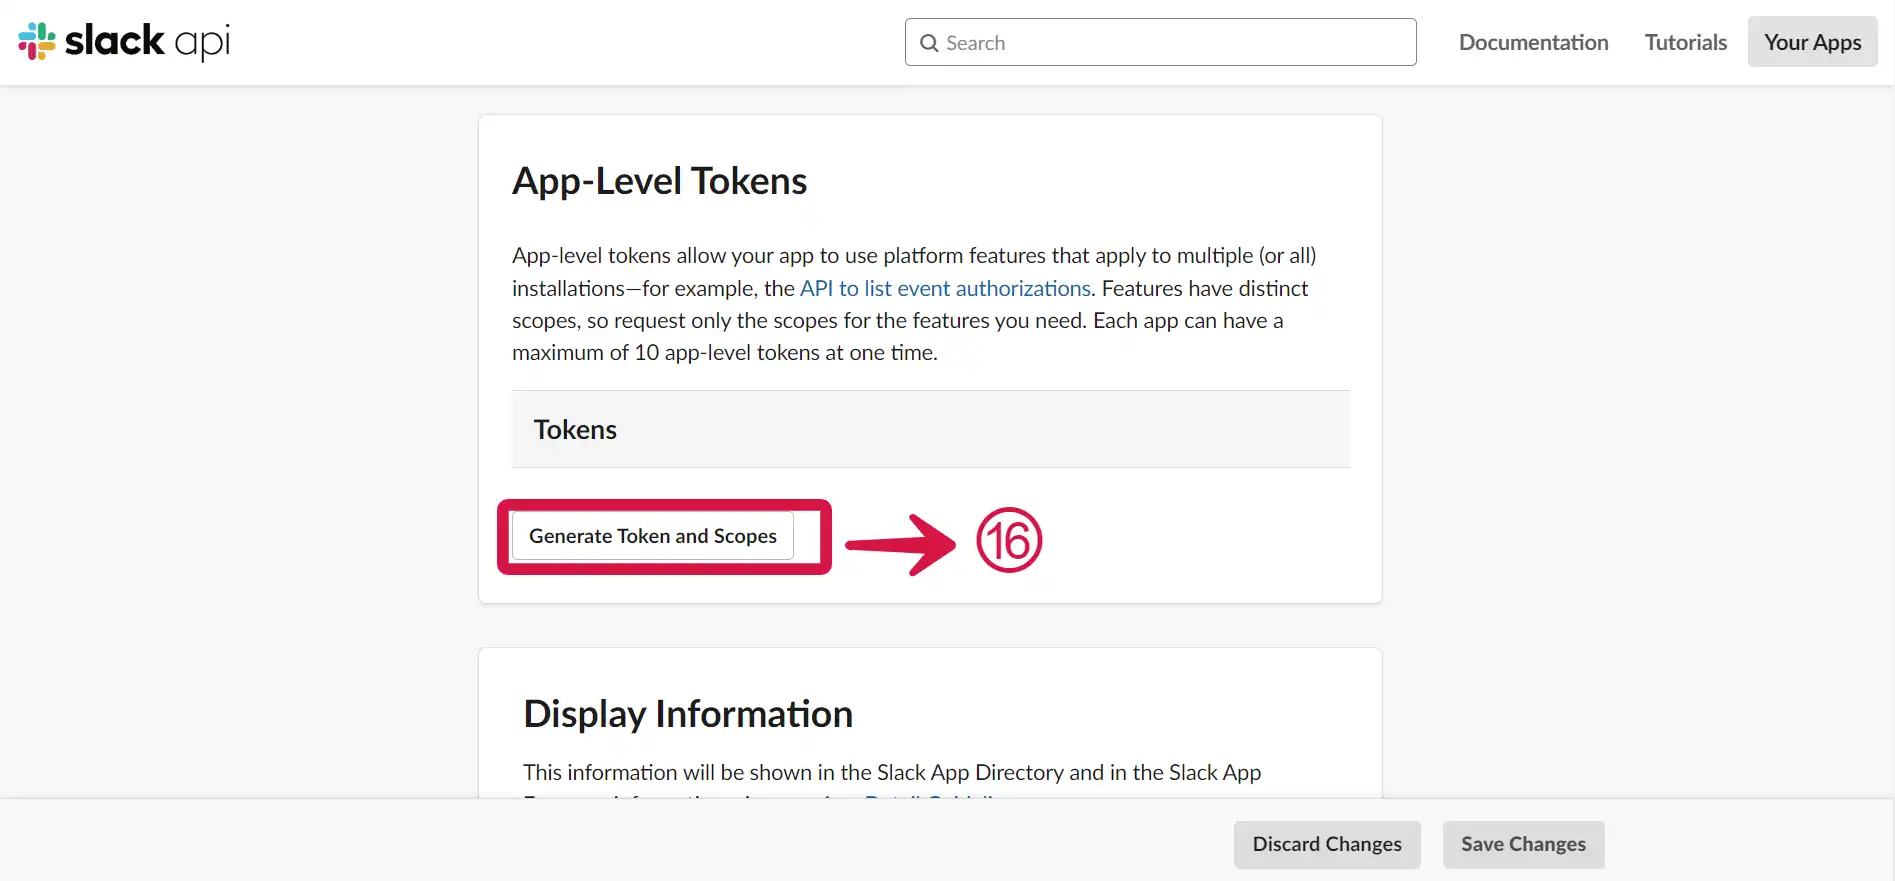 slack api
Search
Documentation
Tutorials
Your Apps
App-Level Tokens
App-level tokens allow your app to use platform features that apply to multiple (or all)
installations—for example, the API to list event authorizations. Features have distinct
scopes, so request only the scopes for the features you need. Each app can have a
maximum of 10 app-level tokens at one time.
Tokens
Generate Token and Scopes
⑯
Display Information
This information will be shown in the Slack App Directory and in the Slack App
Discard Changes
Save Changes